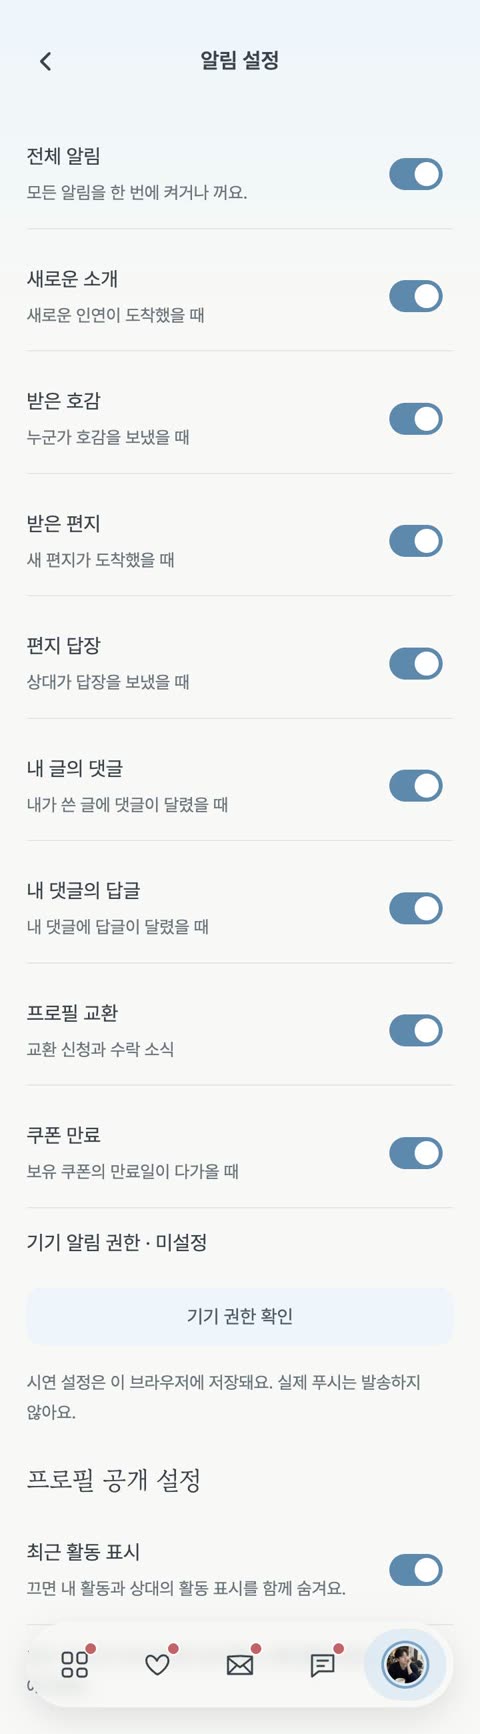 알림 설정
전체 알림
모든 알림을 한 번에 켜거나 꺼요.
새로운 소개
새로운 인연이 도착했을 때
받은 호감
누군가 호감을 보냈을 때
받은 편지
새 편지가 도착했을 때
편지 답장
상대가 답장을 보냈을 때
내 글의 댓글
내가 쓴 글에 댓글이 달렸을 때
내 댓글의 답글
내 댓글에 답글이 달렸을 때
프로필 교환
교환 신청과 수락 소식
쿠폰 만료
보유 쿠폰의 만료일이 다가올 때
기기 알림 권한 · 미설정
기기 권한 확인
시연 설정은 이 브라우저에 저장돼요. 실제 푸시는 발송하지
않아요.
프로필 공개 설정
최근 활동 표시
끄면 내 활동과 상대의 활동 표시를 함께 숨겨요.